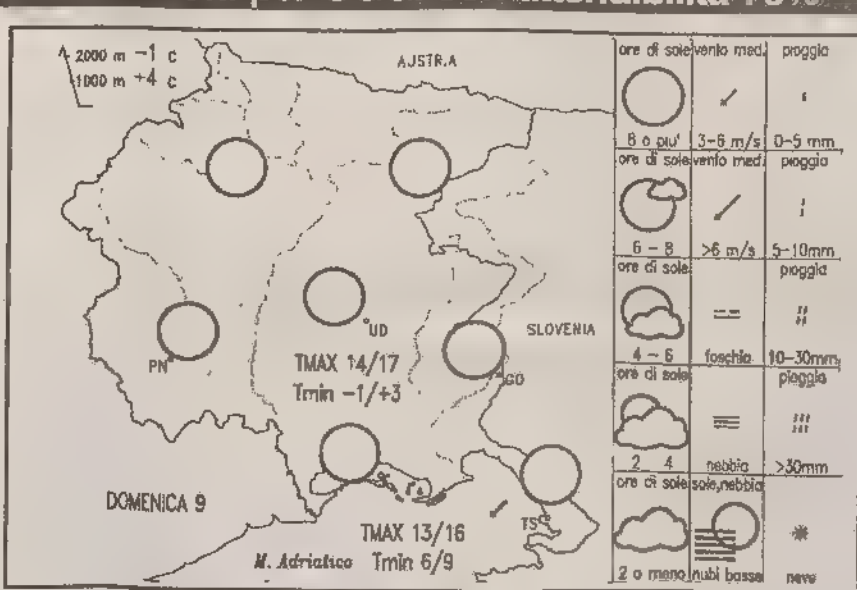 attendibilità 70%
2000 m -1 c
1000 m +4 c
AUSTRIA
UD
SLOVENIA
PN
TMAX 14/17
Tmin -1/+3
GO
DOMENICA 9
TMAX 13/16
TS
M. Adriatico Tmin 6/9
ore di sole vento med. pioggia
8 o piu' 3-6 m/s 0-5 mm
ore di sole vento med. pioggia
6 - 8 >6 m/s 5-10mm
ore di sole pioggia
4 - 6 foschia 10-30mm
ore di sole pioggia
2 4 nebbia >30mm
ore di sole sole,nebbia
2 o meno nubi basse neve